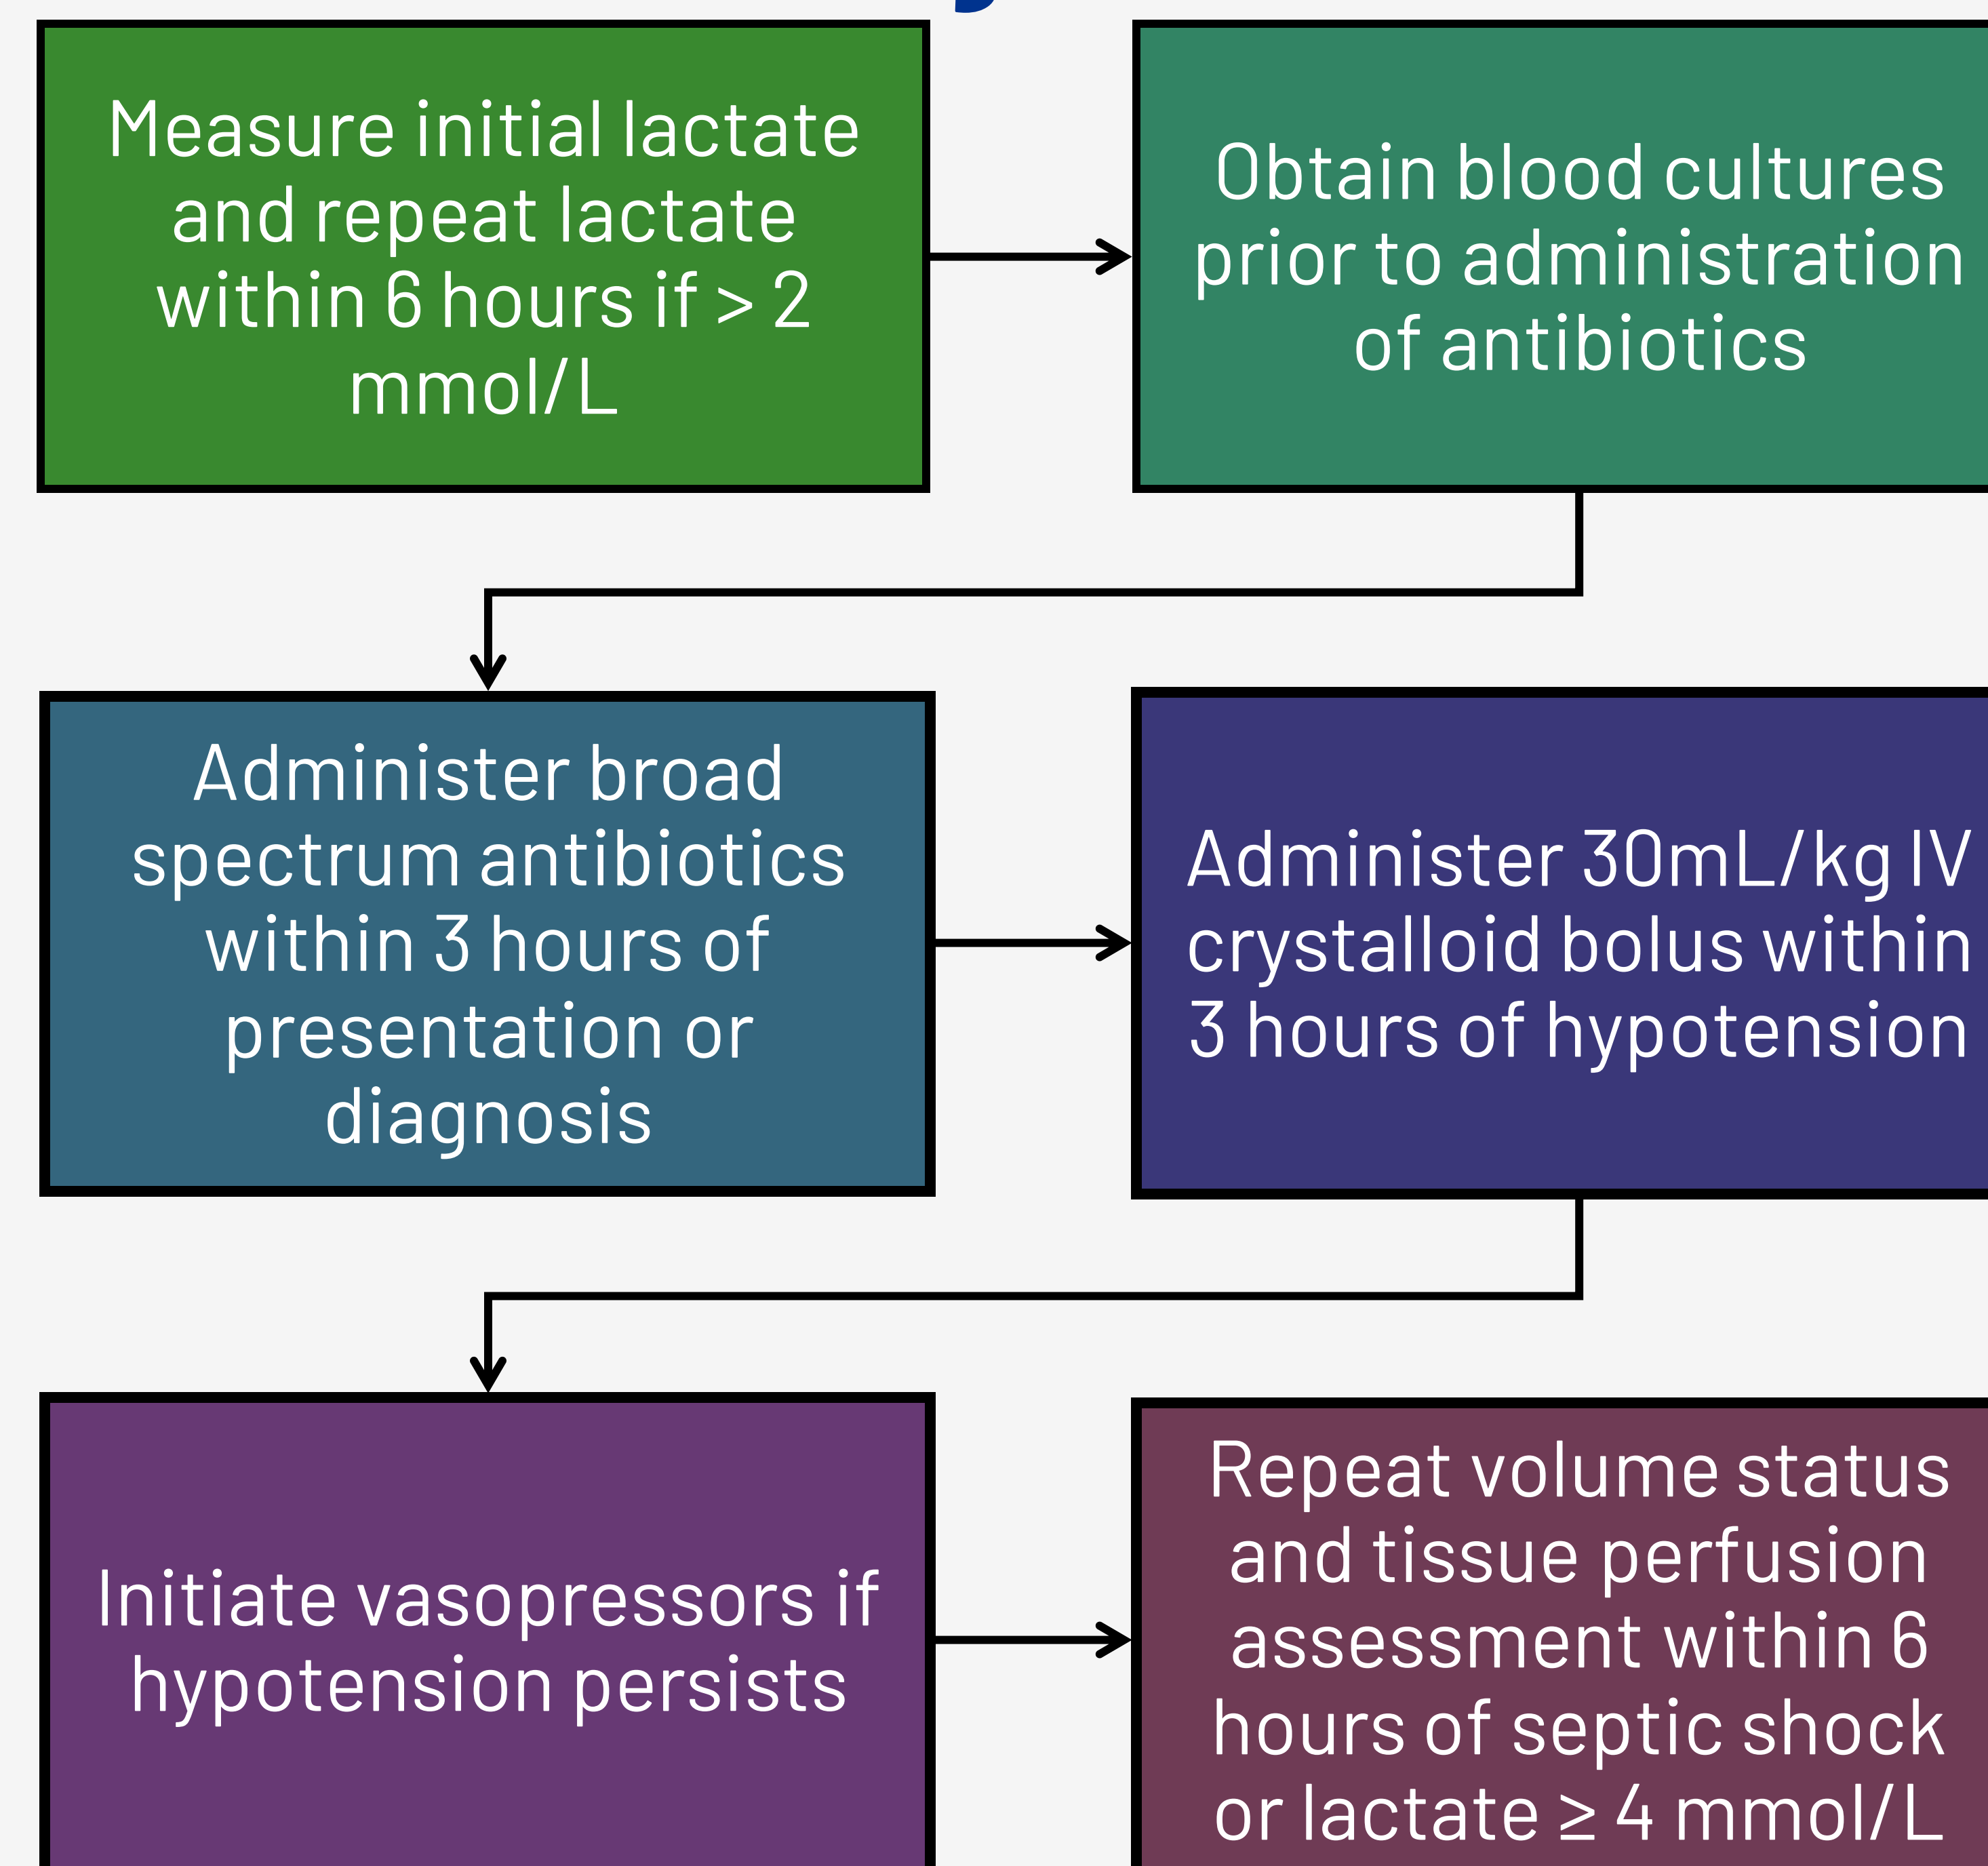 Measure initial lactate
and repeat lactate
within 6 hours if > 2
mmol/L
Obtain blood cultures
prior to administration
of antibiotics
Administer broad
spectrum antibiotics
within 3 hours of
presentation or
diagnosis
Administer 30mL/kg IV
crystalloid bolus within
3 hours of hypotension
Initiate vasopressors if
hypotension persists
Repeat volume status
and tissue perfusion
assessment within 6
hours of septic shock
or lactate ≥ 4 mmol/L